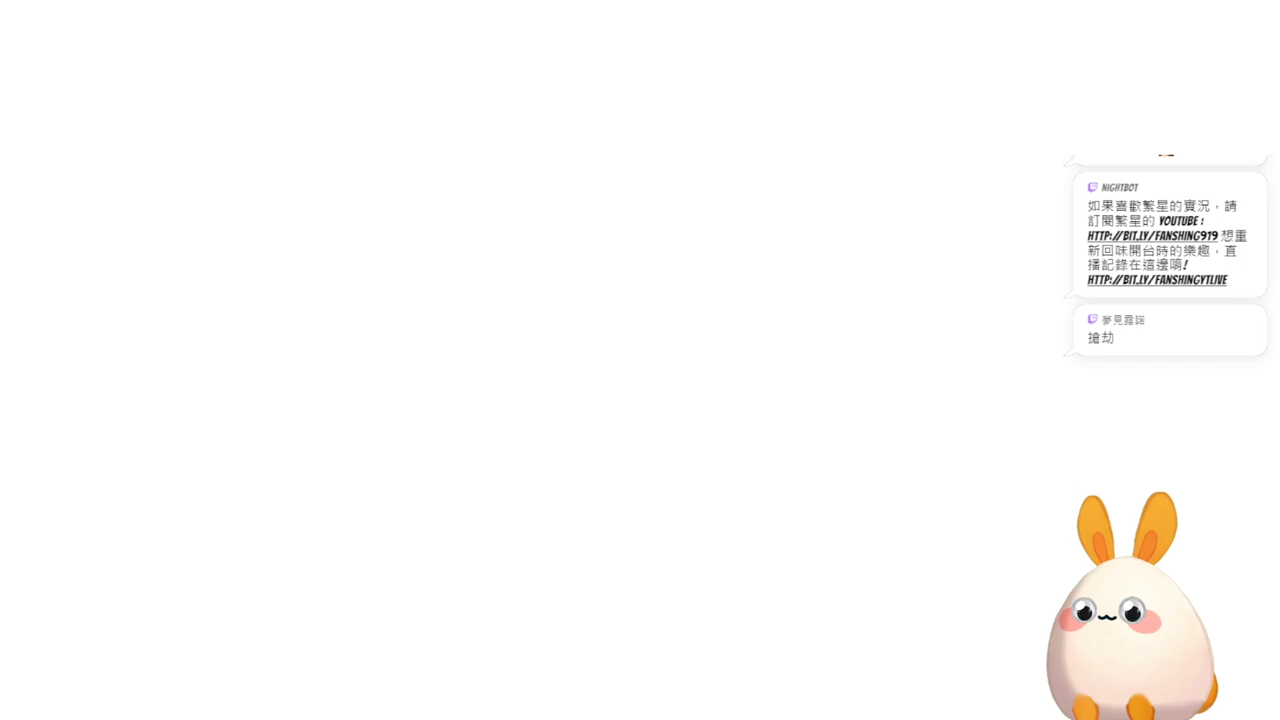 NIGHTBOT
如果喜歡繁星的實況，請
訂閱繁星的 YOUTUBE :
HTTP://BIT.LY/FANSHING919 想重
新回味開台時的樂趣，直
播記錄在這邊唷!
HTTP://BIT.LY/FANSHINGYTLIVE
夢見露諾
搶劫